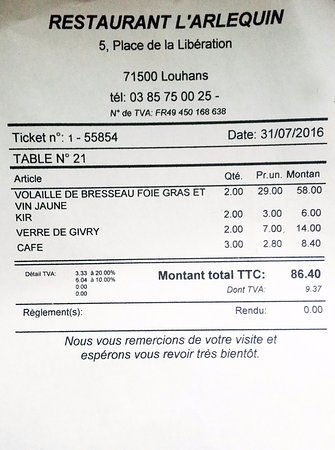 RESTAURANT L'ARLEQUIN
5, Place de la Libération
71500 Louhans
tél: 03 85 75 00 25 -
N° de TVA: FR49 450 168 638
Ticket n°: 1 - 55854 Date: 31/07/2016
TABLE N° 21
Article Qté. Pr.un. Montan
VOLAILLE DE BRESSEAU FOIE GRAS ET 2.00 29.00 58.00
VIN JAUNE
KIR 2.00 3.00 6.00
VERRE DE GIVRY 2.00 7.00 14.00
CAFE 3.00 2.80 8.40
Détail TVA: 3.33 à 20.00% Montant total TTC: 86.40
6.04 à 10.00% Dont TVA: 9.37
0.00
0.00
Règlement(s): Rendu: 0.00
Nous vous remercions de votre visite et
espérons vous revoir très bientôt.